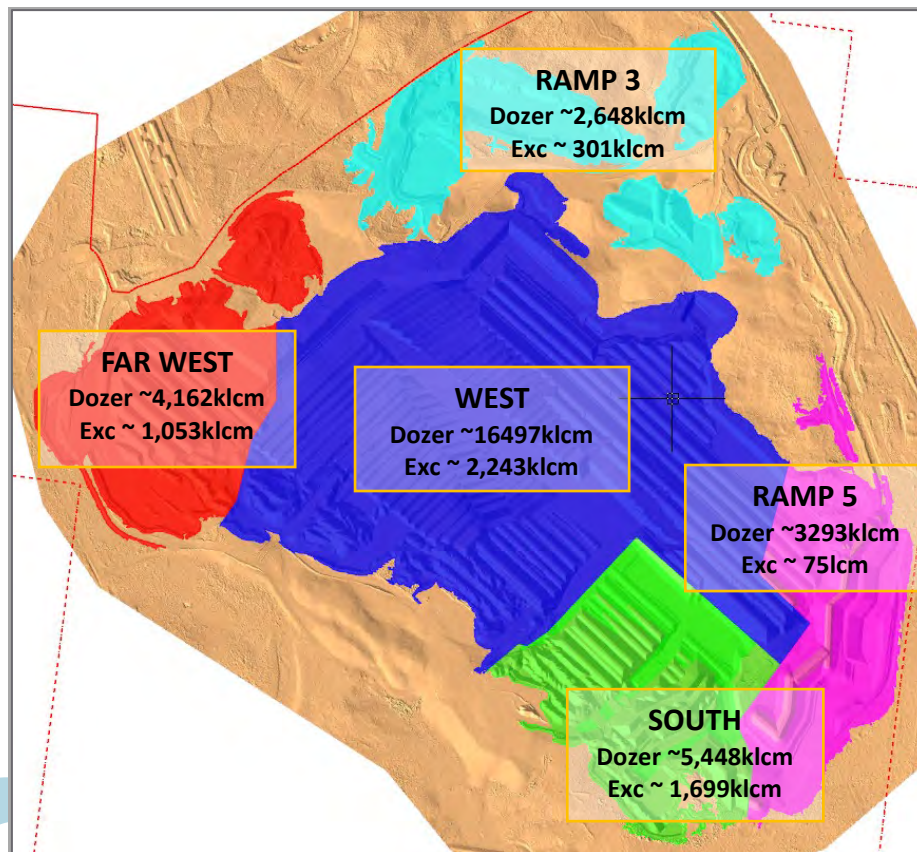 RAMP 3
Dozer ~2,648klcm
Exc ~ 301klcm
FAR WEST
Dozer ~4,162klcm
Exc ~ 1,053klcm
WEST
Dozer ~16497klcm
Exc ~ 2,243klcm
RAMP 5
Dozer ~3293klcm
Exc ~ 75lcm
SOUTH
Dozer ~5,448klcm
Exc ~ 1,699klcm